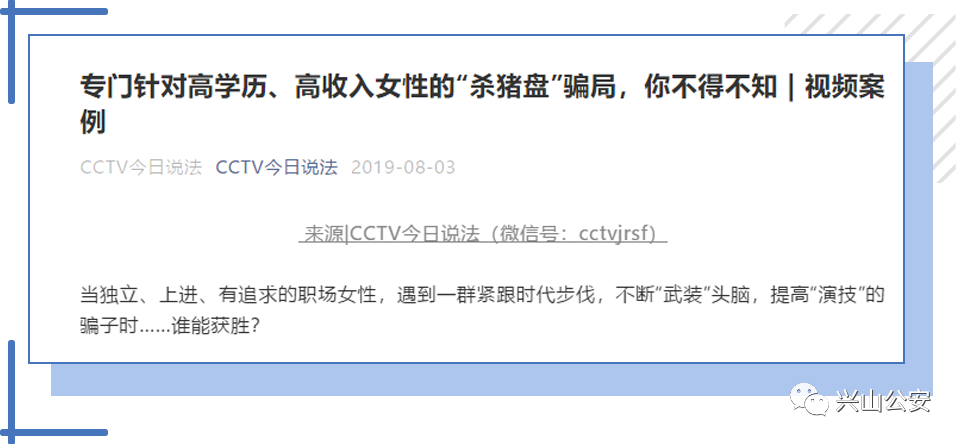 专门针对高学历、高收入女性的“杀猪盘”骗局，你不得不知｜视频案
例
CCTV今日说法 CCTV今日说法 2019-08-03
来源|CCTV今日说法（微信号：cctvjrsf）
当独立、上进、有追求的职场女性，遇到一群紧跟时代步伐，不断“武装”头脑，提高“演技”的
骗子时……谁能获胜？
兴山公安